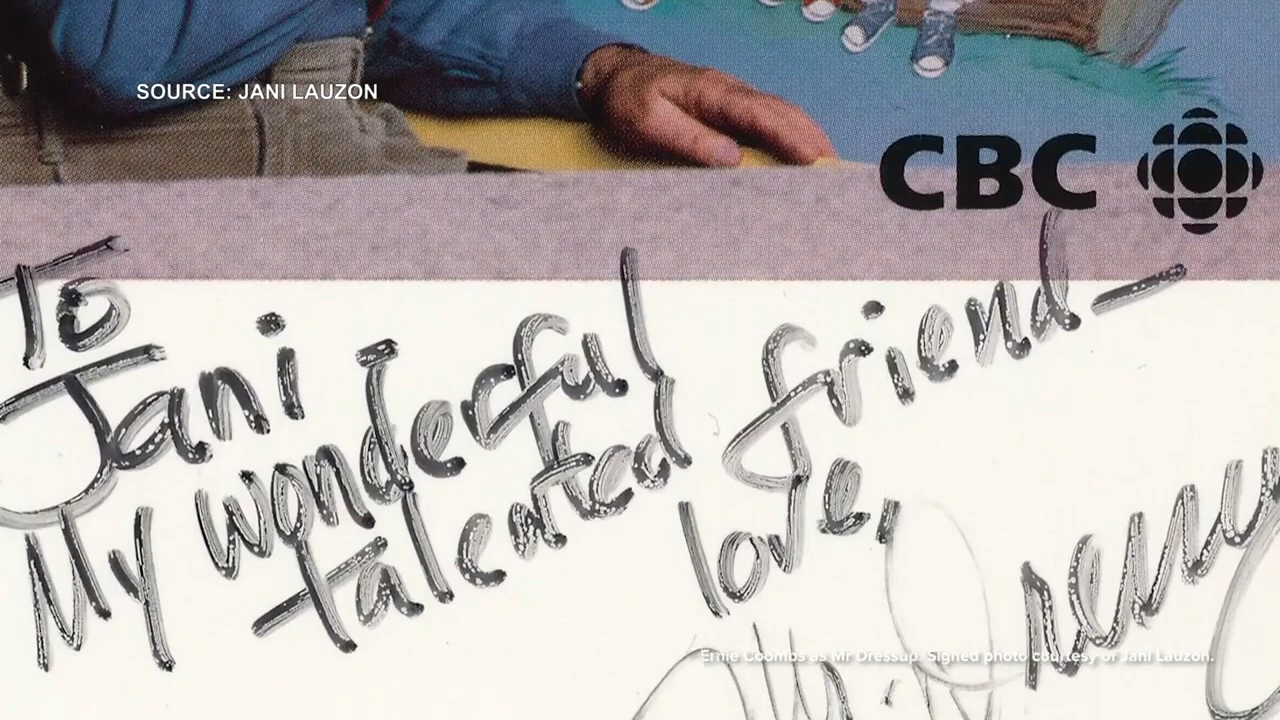 SOURCE: JANI LAUZON
CBC
To
Jani
My wonderful
talented friend—
love,
Ernie Coombs as Mr Dressup. Signed photo courtesy of Jani Lauzon.
Mr. D